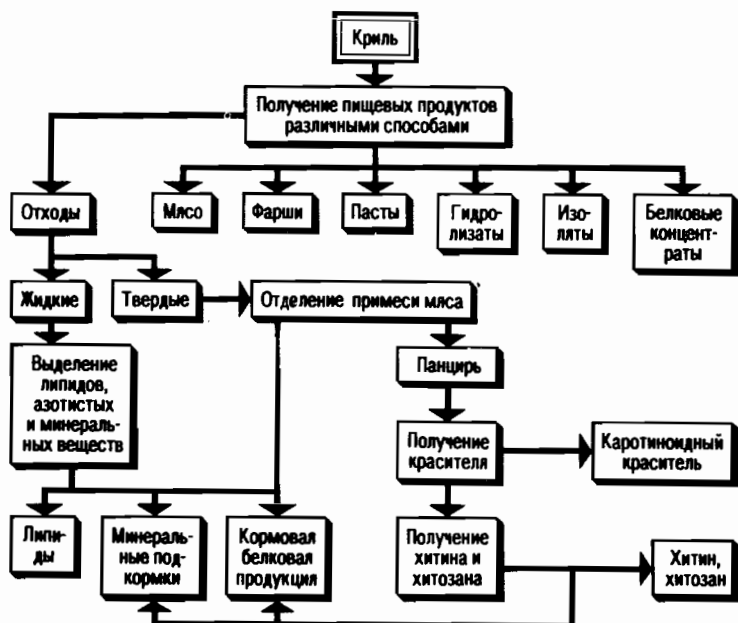 Криль
Получение пищевых продуктов
различными способами
Отходы
Мясо
Фарши
Пасты
Гидро-
лизаты
Изо-
ляты
Белковые
концент-
раты
Жидкие
Твердые
Отделение примеси мяса
Выделение
липидов,
азотистых
и минераль-
ных веществ
Панцирь
Получение
красителя
Каротиноидный
краситель
Липи-
ды
Минераль-
ные под-
кормки
Кормовая
белковая
продукция
Получение
хитина и
хитозана
Хитин,
хитозан